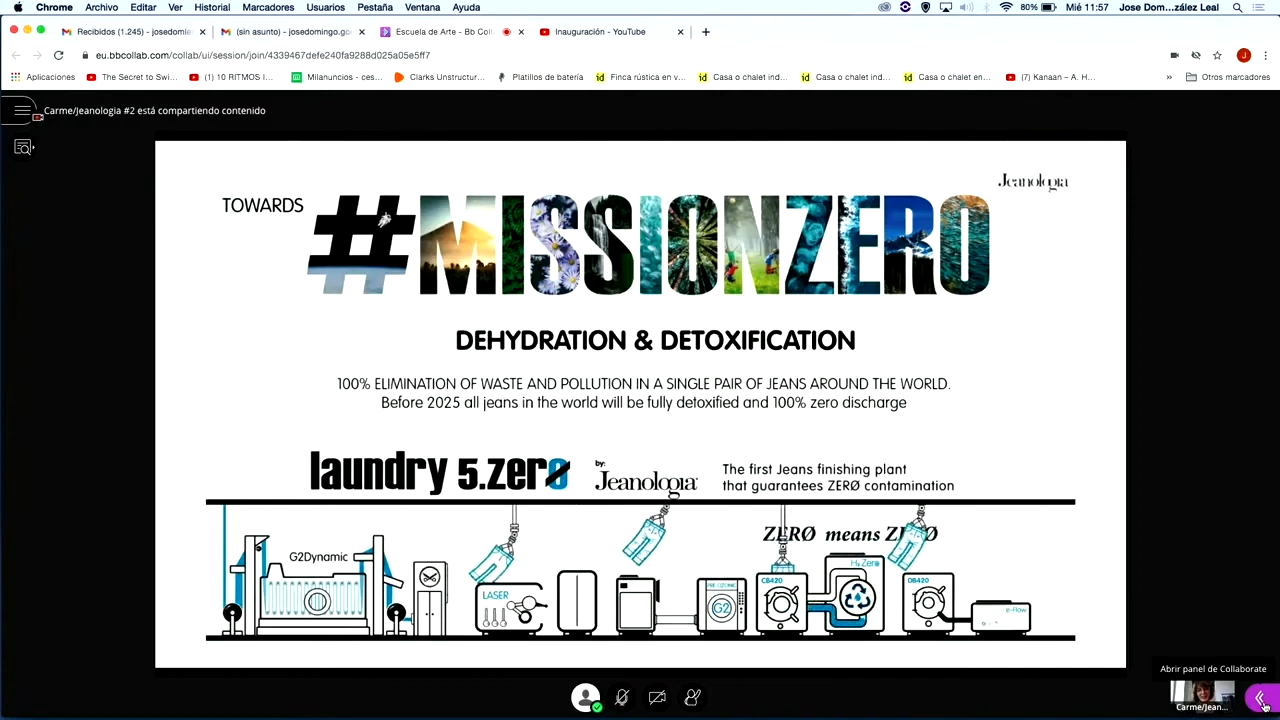 Chrome Archivo Editar Ver Historial Marcadores Usuarios Pestaña Ventana Ayuda 80% Mié 11:57 Jose Dom...zález Leal
Recibidos (1.245) - josedomie (sin asunto) - josedomingo.go Escuela de Arte - Bb Coll Inauguración - YouTube
eu.bbcollab.com/collab/ui/session/join/4339467defe240fa9288d025a05e5ff7
Aplicaciones The Secret to Swi... (1) 10 RITMOS I... Milanuncios - ces... Clarks Unstructur... Platillos de batería Finca rústica en v... Casa o chalet ind... Casa o chalet ind... Casa o chalet en... (7) Kanaan – A. H... » Otros marcadores
Carme/Jeanologia #2 está compartiendo contenido
Jeanologia
TOWARDS #MISSIONZERO
DEHYDRATION & DETOXIFICATION
100% ELIMINATION OF WASTE AND POLLUTION IN A SINGLE PAIR OF JEANS AROUND THE WORLD.
Before 2025 all jeans in the world will be fully detoxified and 100% zero discharge
laundry 5.zerø by: Jeanologia
The first Jeans finishing plant
that guarantees ZERØ contamination
ZERØ means ZERØ
G2Dynamic
LASER
G2
CB420
H2 Zero
DB420
e-flow
Abrir panel de Collaborate
Carme/Jean...